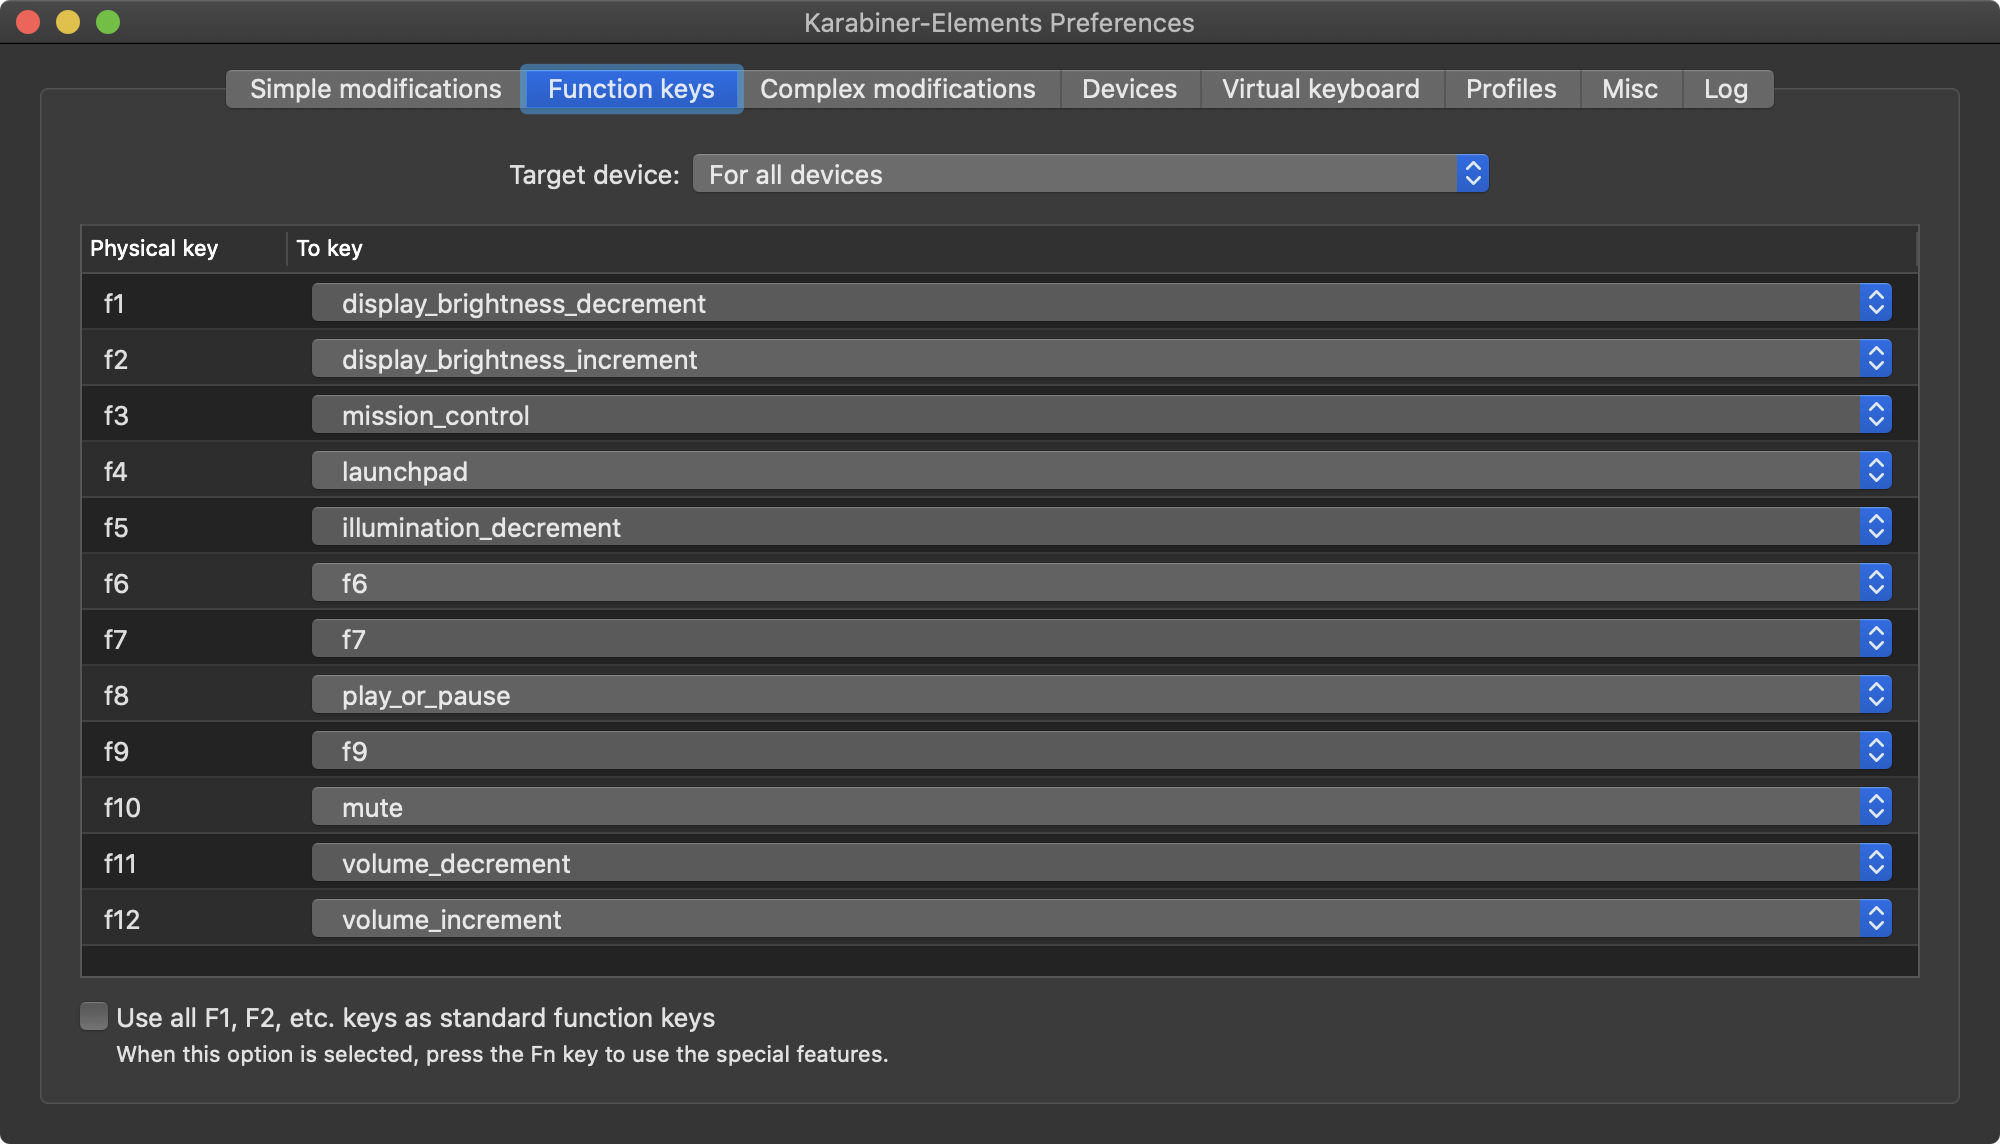 Karabiner-Elements Preferences
Simple modifications Function keys Complex modifications Devices Virtual keyboard Profiles Misc Log
Target device: For all devices
Physical key To key
f1 display_brightness_decrement
f2 display_brightness_increment
f3 mission_control
f4 launchpad
f5 illumination_decrement
f6 f6
f7 f7
f8 play_or_pause
f9 f9
f10 mute
f11 volume_decrement
f12 volume_increment
Use all F1, F2, etc. keys as standard function keys
When this option is selected, press the Fn key to use the special features.